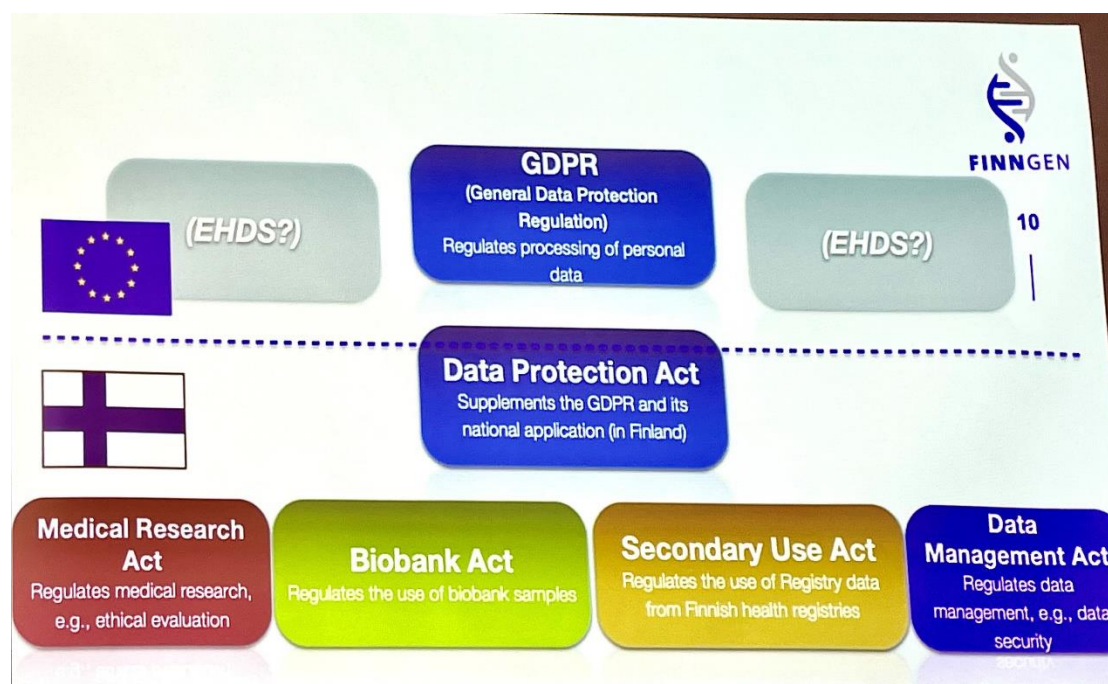 FINNGEN
10
(EHDS?)
GDPR
(General Data Protection
Regulation)
Regulates processing of personal
data
(EHDS?)
Data Protection Act
Supplements the GDPR and its
national application (in Finland)
Medical Research
Act
Regulates medical research,
e.g., ethical evaluation
Biobank Act
Regulates the use of biobank samples
Secondary Use Act
Regulates the use of Registry data
from Finnish health registries
Data
Management Act
Regulates data
management, e.g., data
security